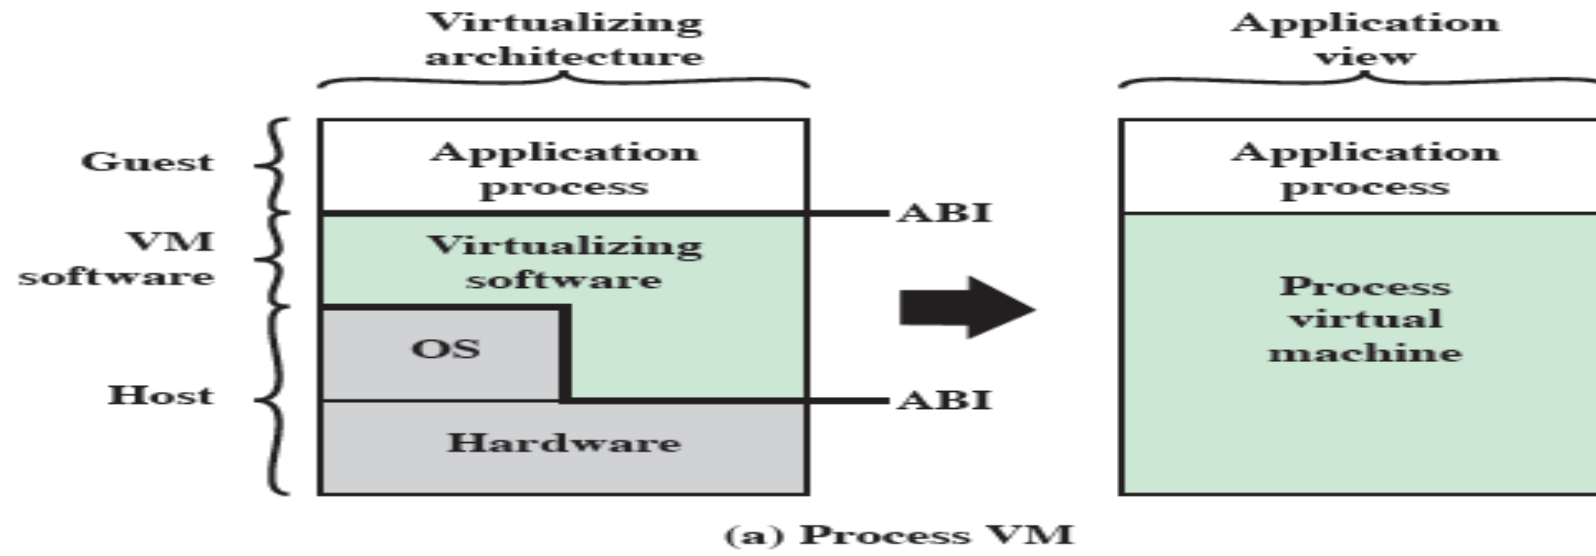 Virtualizing
architecture
Application
view
Guest
Application
process
Application
process
ABI
VM
software
Virtualizing
software
Process
virtual
machine
OS
Host
ABI
Hardware
(a) Process VM